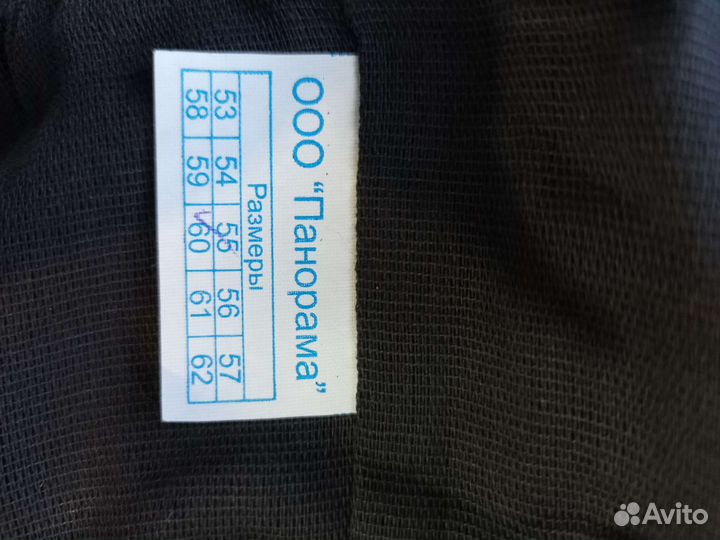 ООО “Панорама”
Размеры
53 54 55 56 57
58 59 60 61 62
Avito